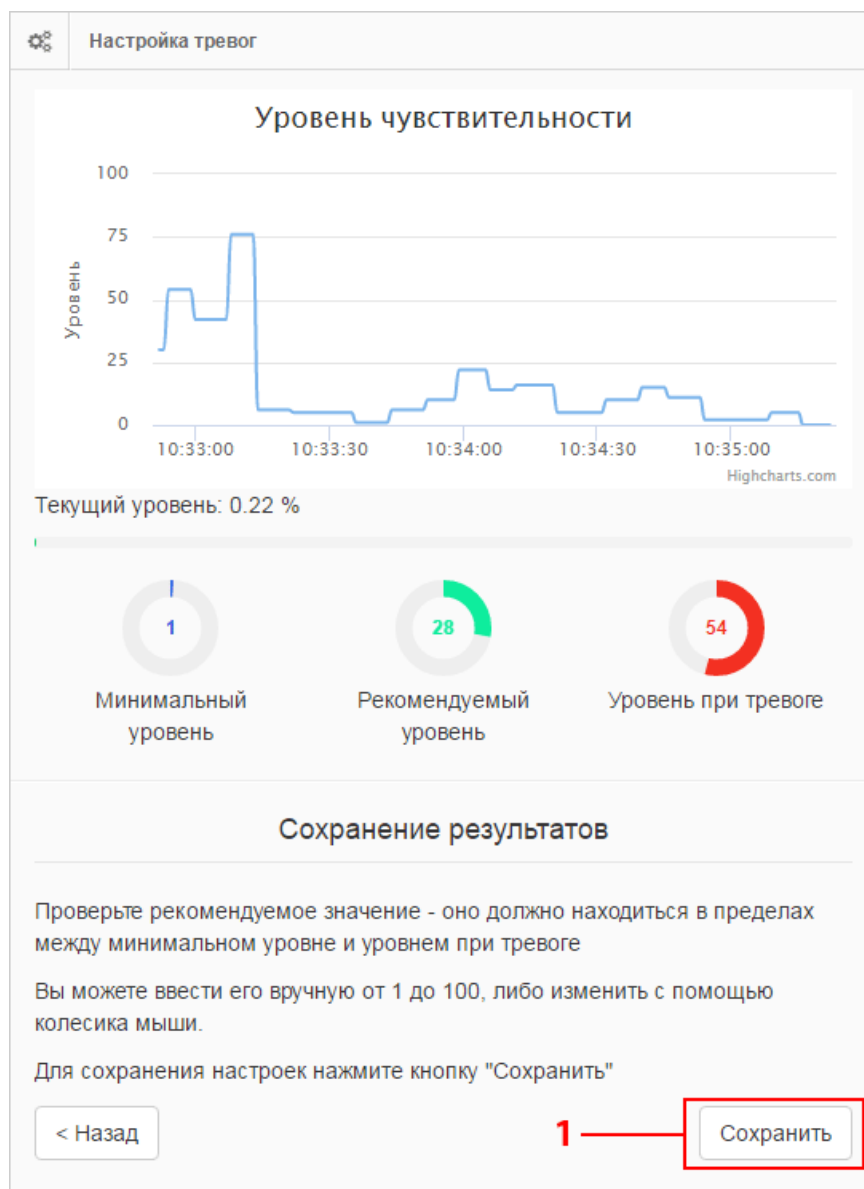 Настройка тревог
Уровень чувствительности
Уровень
100
75
50
25
0
10:33:00 10:33:30 10:34:00 10:34:30 10:35:00
Highcharts.com
Текущий уровень: 0.22 %
1 28 54
Минимальный Рекомендуемый Уровень при тревоге
уровень уровень
Сохранение результатов
Проверьте рекомендуемое значение - оно должно находиться в пределах
между минимальном уровне и уровнем при тревоге
Вы можете ввести его вручную от 1 до 100, либо изменить с помощью
колесика мыши.
Для сохранения настроек нажмите кнопку "Сохранить"
< Назад 1 Сохранить